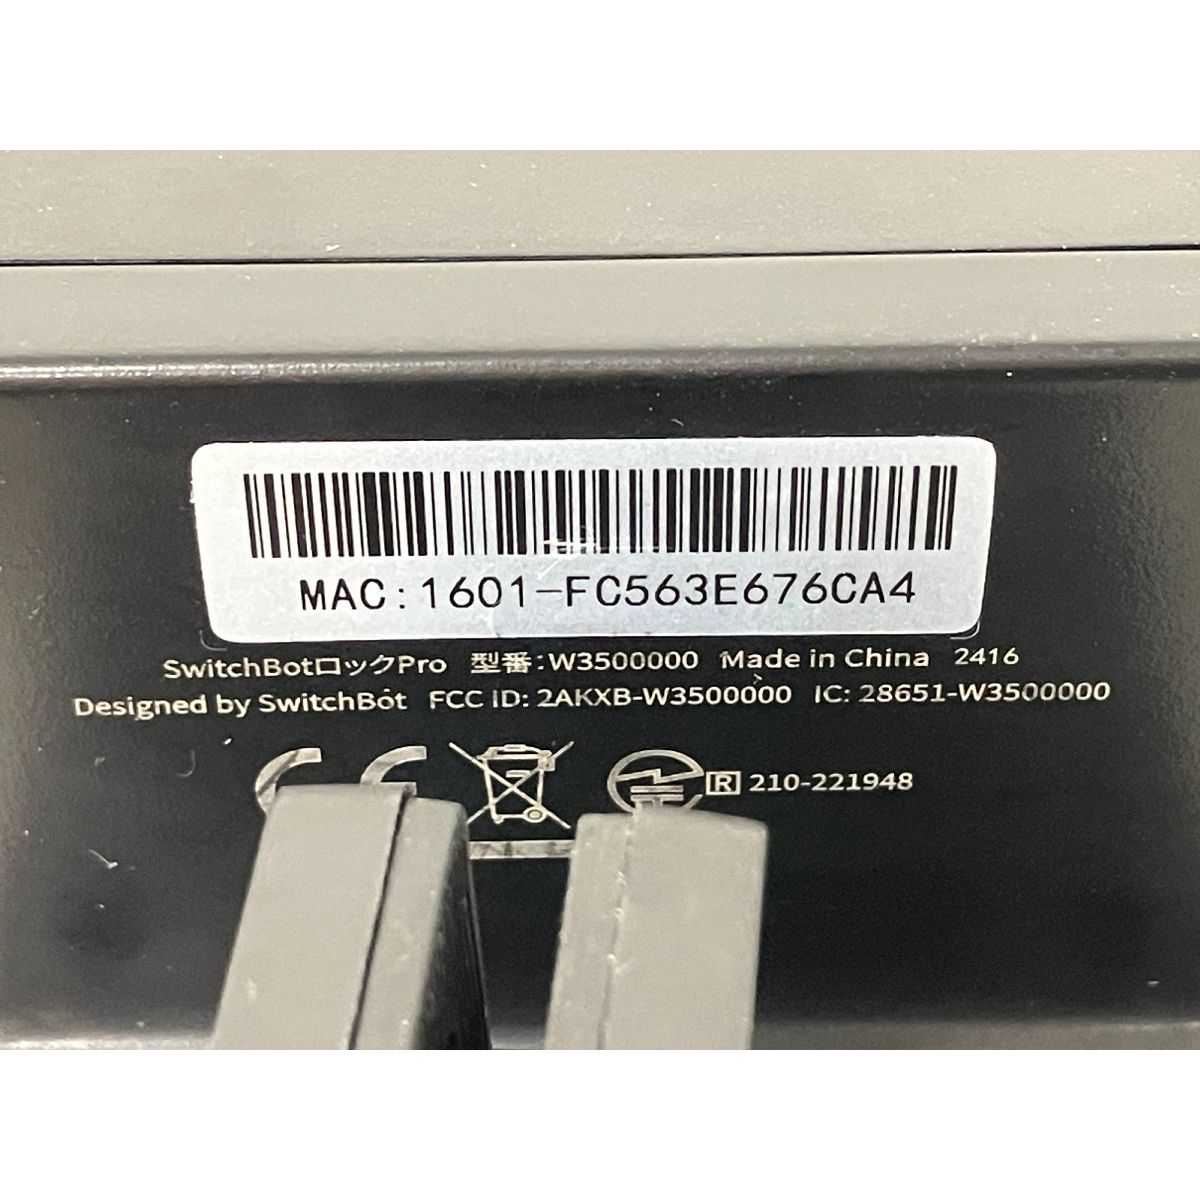 MAC:1601-FC563E676CA4
SwitchBotロックPro 型番:W3500000 Made in China 2416
Designed by SwitchBot FCC ID: 2AKXB-W3500000 IC: 28651-W3500000
CE R 210-221948